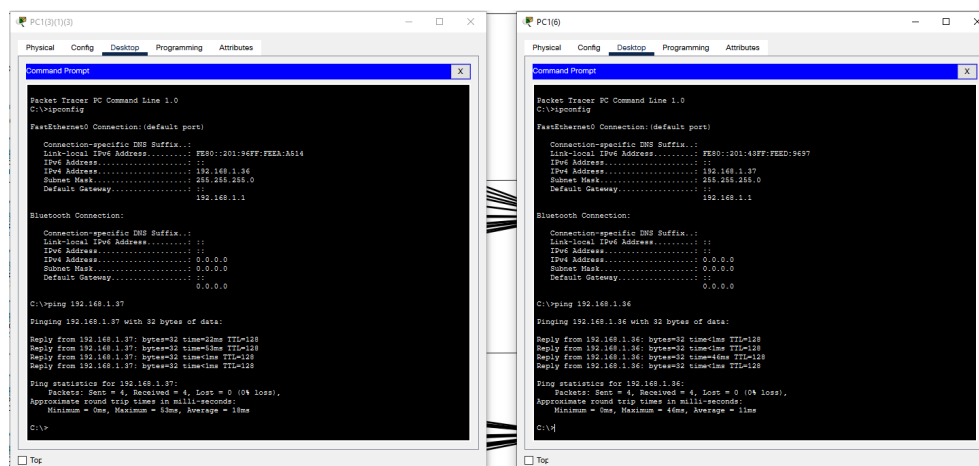 PC1(3)(1)(3)
Physical Config Desktop Programming Attributes
Command Prompt
X
Packet Tracer PC Command Line 1.0
C:\>ipconfig
FastEthernet0 Connection:(default port)
Connection-specific DNS Suffix..:
Link-local IPv6 Address.........: FE80::201:96FF:FEEA:A514
IPv6 Address....................: ::
IPv4 Address....................: 192.168.1.36
Subnet Mask.....................: 255.255.255.0
Default Gateway.................: ::
192.168.1.1
Bluetooth Connection:
Connection-specific DNS Suffix..:
Link-local IPv6 Address.........: ::
IPv6 Address....................: ::
IPv4 Address....................: 0.0.0.0
Subnet Mask.....................: 0.0.0.0
Default Gateway.................: ::
0.0.0.0
C:\>ping 192.168.1.37
Pinging 192.168.1.37 with 32 bytes of data:
Reply from 192.168.1.37: bytes=32 time=22ms TTL=128
Reply from 192.168.1.37: bytes=32 time=53ms TTL=128
Reply from 192.168.1.37: bytes=32 time<1ms TTL=128
Reply from 192.168.1.37: bytes=32 time<1ms TTL=128
Ping statistics for 192.168.1.37:
Packets: Sent = 4, Received = 4, Lost = 0 (0% loss),
Approximate round trip times in milli-seconds:
Minimum = 0ms, Maximum = 53ms, Average = 18ms
C:\>
Top
PC1(6)
Physical Config Desktop Programming Attributes
Command Prompt
X
Packet Tracer PC Command Line 1.0
C:\>ipconfig
FastEthernet0 Connection:(default port)
Connection-specific DNS Suffix..:
Link-local IPv6 Address.........: FE80::201:43FF:FEED:9697
IPv6 Address....................: ::
IPv4 Address....................: 192.168.1.37
Subnet Mask.....................: 255.255.255.0
Default Gateway.................: ::
192.168.1.1
Bluetooth Connection:
Connection-specific DNS Suffix..:
Link-local IPv6 Address.........: ::
IPv6 Address....................: ::
IPv4 Address....................: 0.0.0.0
Subnet Mask.....................: 0.0.0.0
Default Gateway.................: ::
0.0.0.0
C:\>ping 192.168.1.36
Pinging 192.168.1.36 with 32 bytes of data:
Reply from 192.168.1.36: bytes=32 time<1ms TTL=128
Reply from 192.168.1.36: bytes=32 time<1ms TTL=128
Reply from 192.168.1.36: bytes=32 time=46ms TTL=128
Reply from 192.168.1.36: bytes=32 time<1ms TTL=128
Ping statistics for 192.168.1.36:
Packets: Sent = 4, Received = 4, Lost = 0 (0% loss),
Approximate round trip times in milli-seconds:
Minimum = 0ms, Maximum = 46ms, Average = 11ms
C:\>
Top